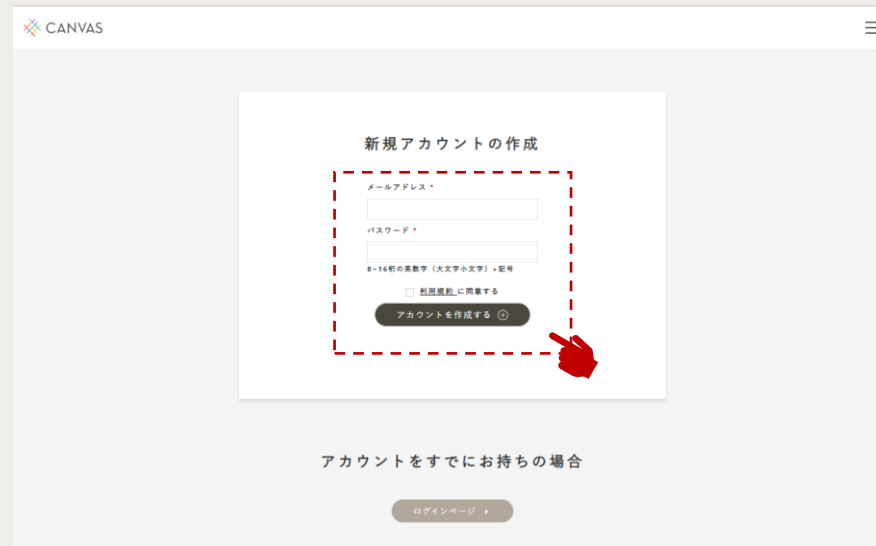 CANVAS
新規アカウントの作成
メールアドレス *
パスワード *
8~16桁の英数字（大文字小文字）+記号
利用規約 に同意する
アカウントを作成する
アカウントをすでにお持ちの場合
ログインページ